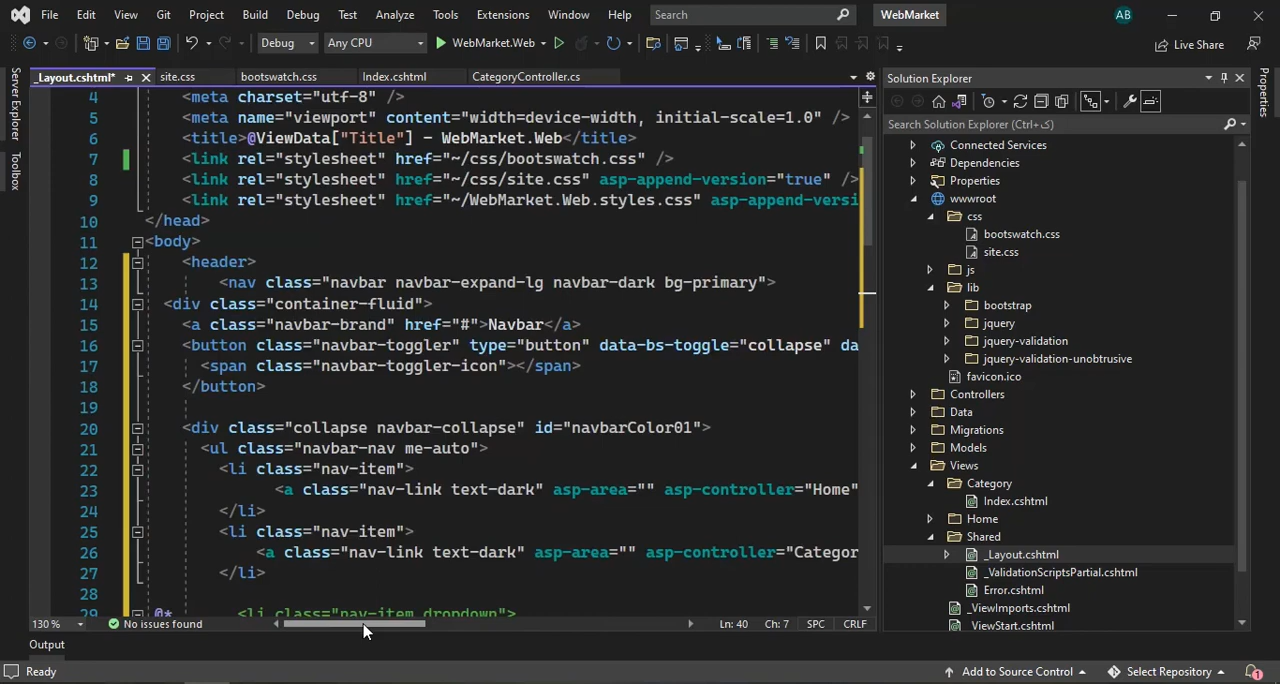 File Edit View Git Project Build Debug Test Analyze Tools Extensions Window Help Search WebMarket AB
Debug Any CPU WebMarket.Web Live Share
_Layout.cshtml* site.css bootswatch.css Index.cshtml CategoryController.cs
Server Explorer
Toolbox
4 <meta charset="utf-8" />
5 <meta name="viewport" content="width=device-width, initial-scale=1.0" />
6 <title>@ViewData["Title"] - WebMarket.Web</title>
7 <link rel="stylesheet" href="~/css/bootswatch.css" />
8 <link rel="stylesheet" href="~/css/site.css" asp-append-version="true" />
9 <link rel="stylesheet" href="~/WebMarket.Web.styles.css" asp-append-versi
10 </head>
11 <body>
12 <header>
13 <nav class="navbar navbar-expand-lg navbar-dark bg-primary">
14 <div class="container-fluid">
15 <a class="navbar-brand" href="#">Navbar</a>
16 <button class="navbar-toggler" type="button" data-bs-toggle="collapse" da
17 <span class="navbar-toggler-icon"></span>
18 </button>
19
20 <div class="collapse navbar-collapse" id="navbarColor01">
21 <ul class="navbar-nav me-auto">
22 <li class="nav-item">
23 <a class="nav-link text-dark" asp-area="" asp-controller="Home"
24 </li>
25 <li class="nav-item">
26 <a class="nav-link text-dark" asp-area="" asp-controller="Categor
27 </li>
28
29 @* <li class="nav-item dropdown">
130 % No issues found Ln: 40 Ch: 7 SPC CRLF
Solution Explorer
Search Solution Explorer (Ctrl+ک)
Connected Services
Dependencies
Properties
wwwroot
css
bootswatch.css
site.css
js
lib
bootstrap
jquery
jquery-validation
jquery-validation-unobtrusive
favicon.ico
Controllers
Data
Migrations
Models
Views
Category
Index.cshtml
Home
Shared
_Layout.cshtml
_ValidationScriptsPartial.cshtml
Error.cshtml
_ViewImports.cshtml
_ViewStart.cshtml
Properties
Output
Ready Add to Source Control Select Repository 1